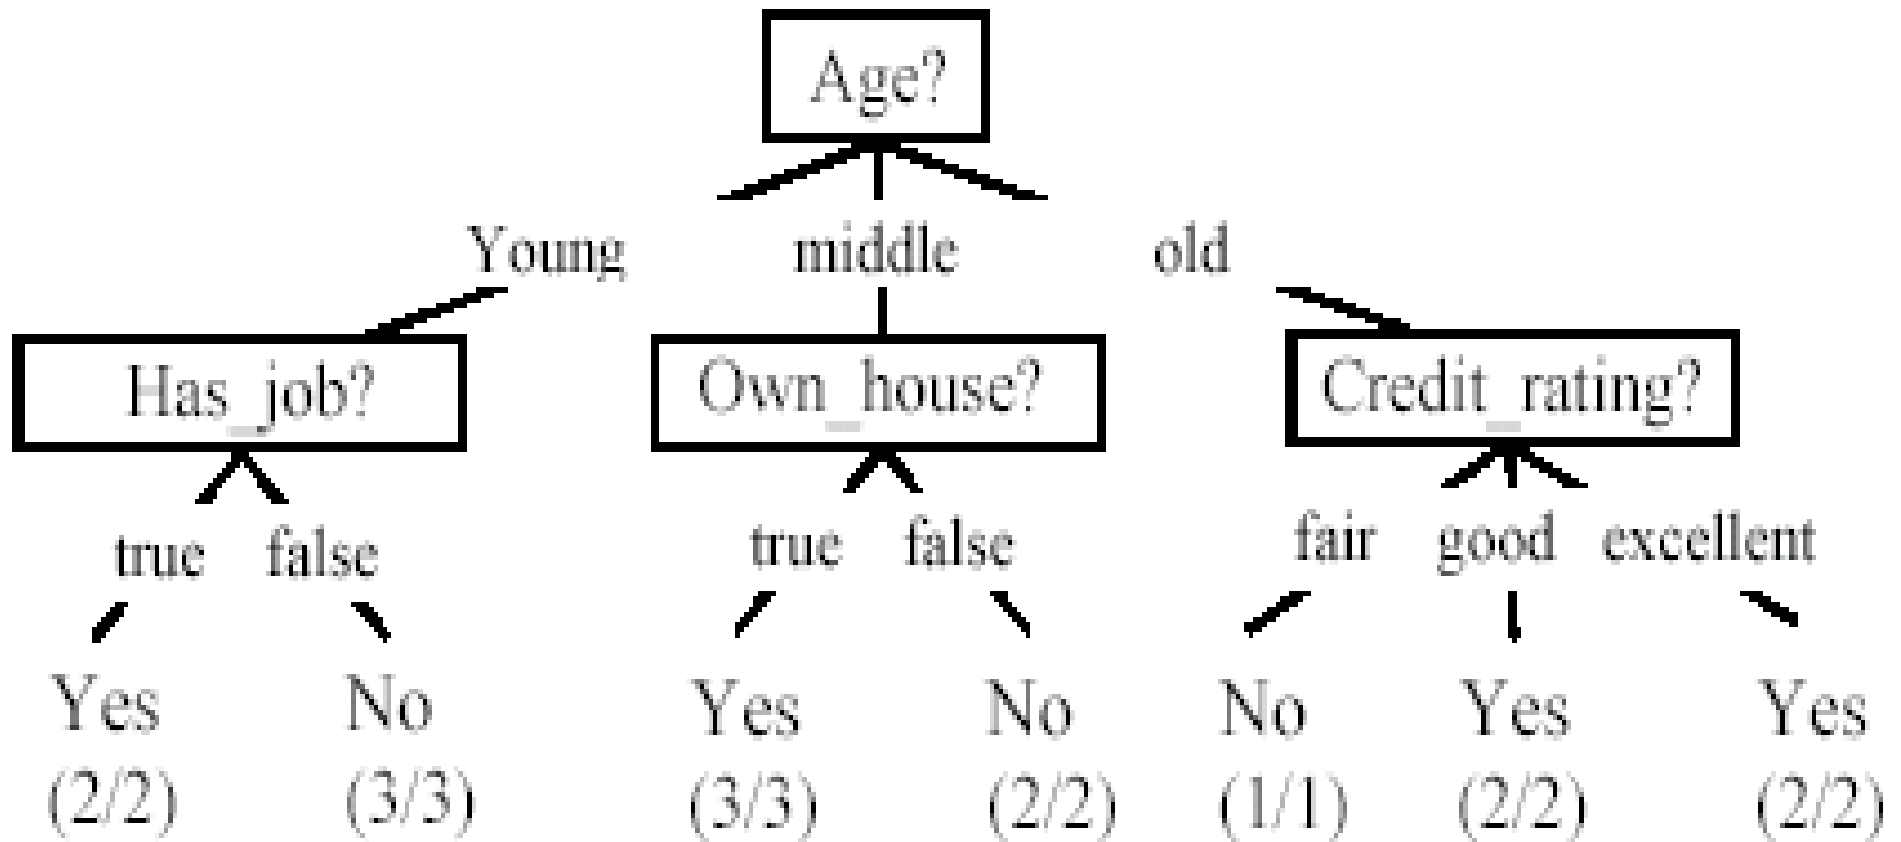 Age?
Young middle old
Has_job? Own_house? Credit_rating?
true false true false fair good excellent
Yes No Yes No No Yes Yes
(2/2) (3/3) (3/3) (2/2) (1/1) (2/2) (2/2)